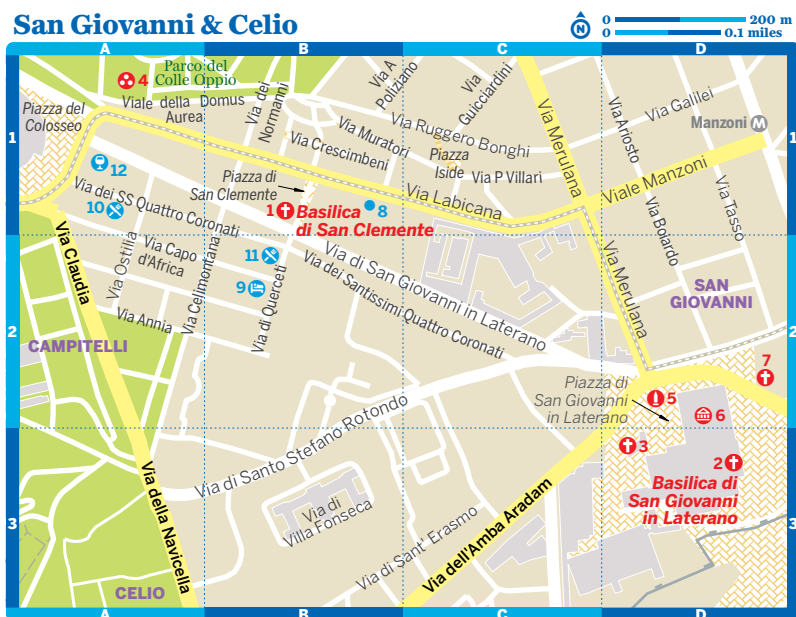 San Giovanni & Celio
0
200 m
0
0.1 miles
A
B
C
D
1
2
3
Parco del
Colle Oppio
4
Viale della Domus
Aurea
Piazza del
Colosseo
Via dei
Normanni
Via A
Poliziano
Via
Guicciardini
Via Muratori
Via Ruggero Bonghi
Via Crescimbeni
Piazza
Iside
Via P Villari
Via Merulana
Via Ariosto
Via Galilei
Manzoni M
12
Piazza di
San Clemente
Via dei SS Quattro Coronati
10
1 Basilica
di San Clemente
8
Via Labicana
Viale Manzoni
Via Tasso
Via Boiardo
Via Claudia
Via Ostilia
Via Capo
d'Africa
Via Celimontana
11
9
Via di Querceti
Via di San Giovanni in Laterano
Via dei Santissimi Quattro Coronati
Via Merulana
SAN
GIOVANNI
Via Annia
CAMPITELLI
7
Piazza di
San Giovanni
in Laterano
5
6
3
2
Basilica di
San Giovanni
in Laterano
Via di Santo Stefano Rotondo
Via della Navicella
Via di
Villa Fonseca
Via di Sant' Erasmo
Via dell'Amba Aradam
CELIO
1
2
3
A
B
C
D